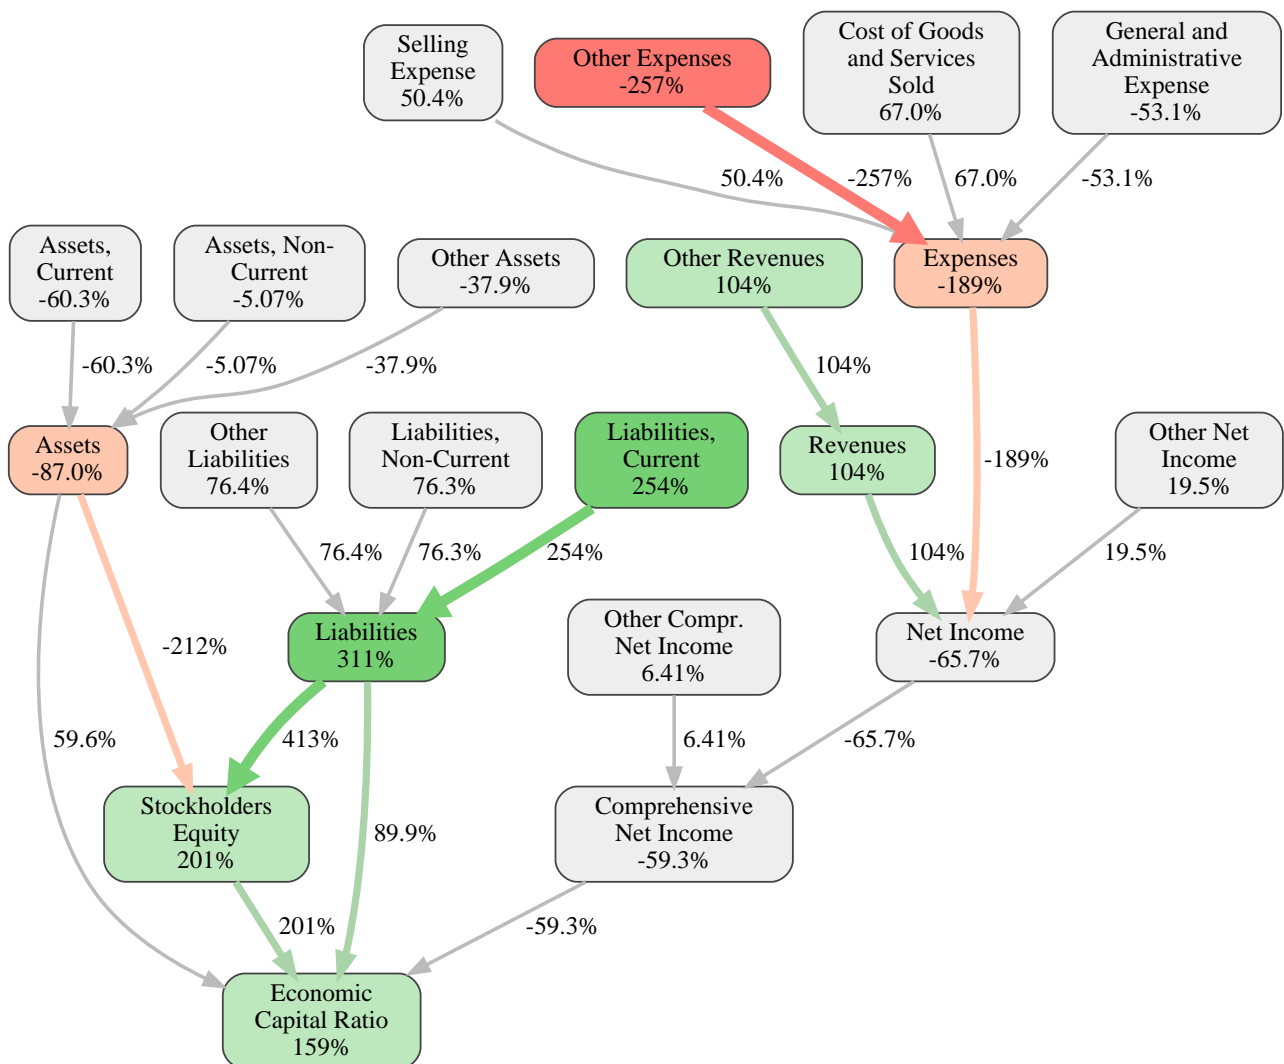 Selling
Expense
50.4%
Other Expenses
-257%
Cost of Goods
and Services
Sold
67.0%
General and
Administrative
Expense
-53.1%
50.4%
-257%
67.0%
-53.1%
Assets,
Current
-60.3%
Assets, Non-
Current
-5.07%
Other Assets
-37.9%
Other Revenues
104%
Expenses
-189%
-60.3%
-5.07%
-37.9%
104%
Assets
-87.0%
Other
Liabilities
76.4%
Liabilities,
Non-Current
76.3%
Liabilities,
Current
254%
Revenues
104%
-189%
Other Net
Income
19.5%
76.4%
76.3%
254%
104%
19.5%
Liabilities
311%
Other Compr.
Net Income
6.41%
Net Income
-65.7%
-212%
59.6%
413%
6.41%
-65.7%
Stockholders
Equity
201%
89.9%
Comprehensive
Net Income
-59.3%
201%
-59.3%
Economic
Capital Ratio
159%